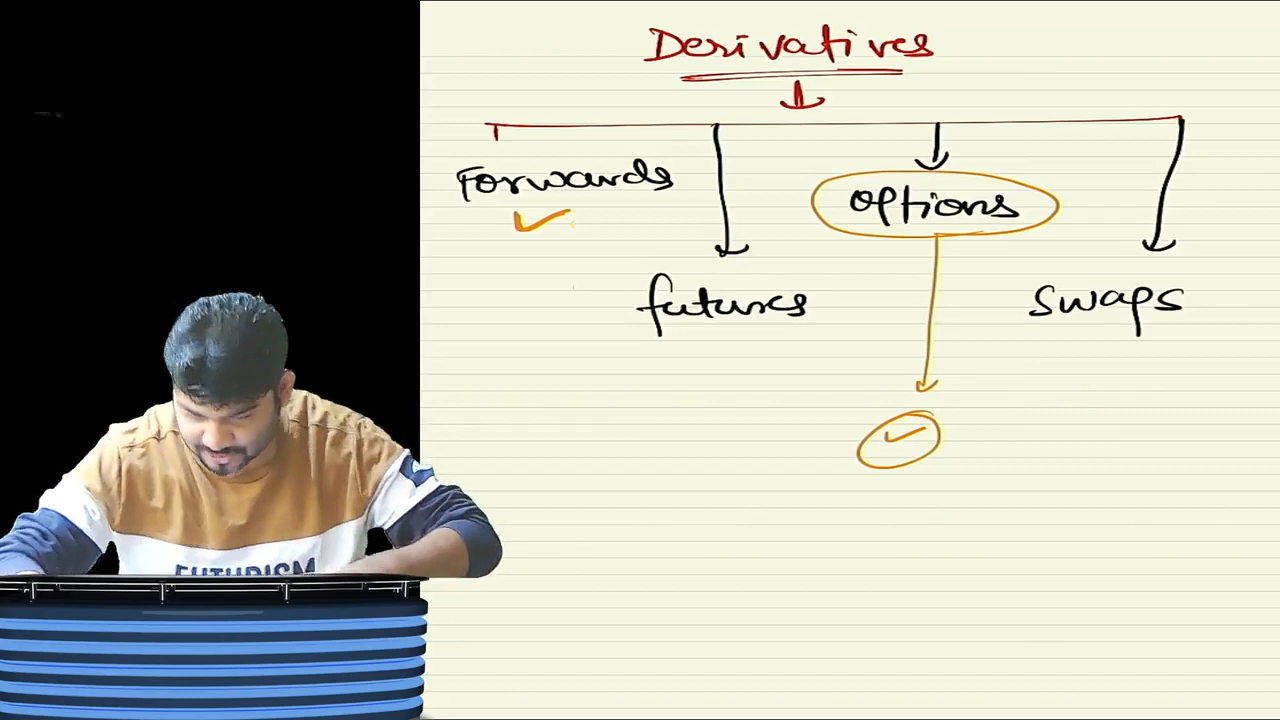 Derivatives
Forwards
options
futures
swaps
FUTURISM